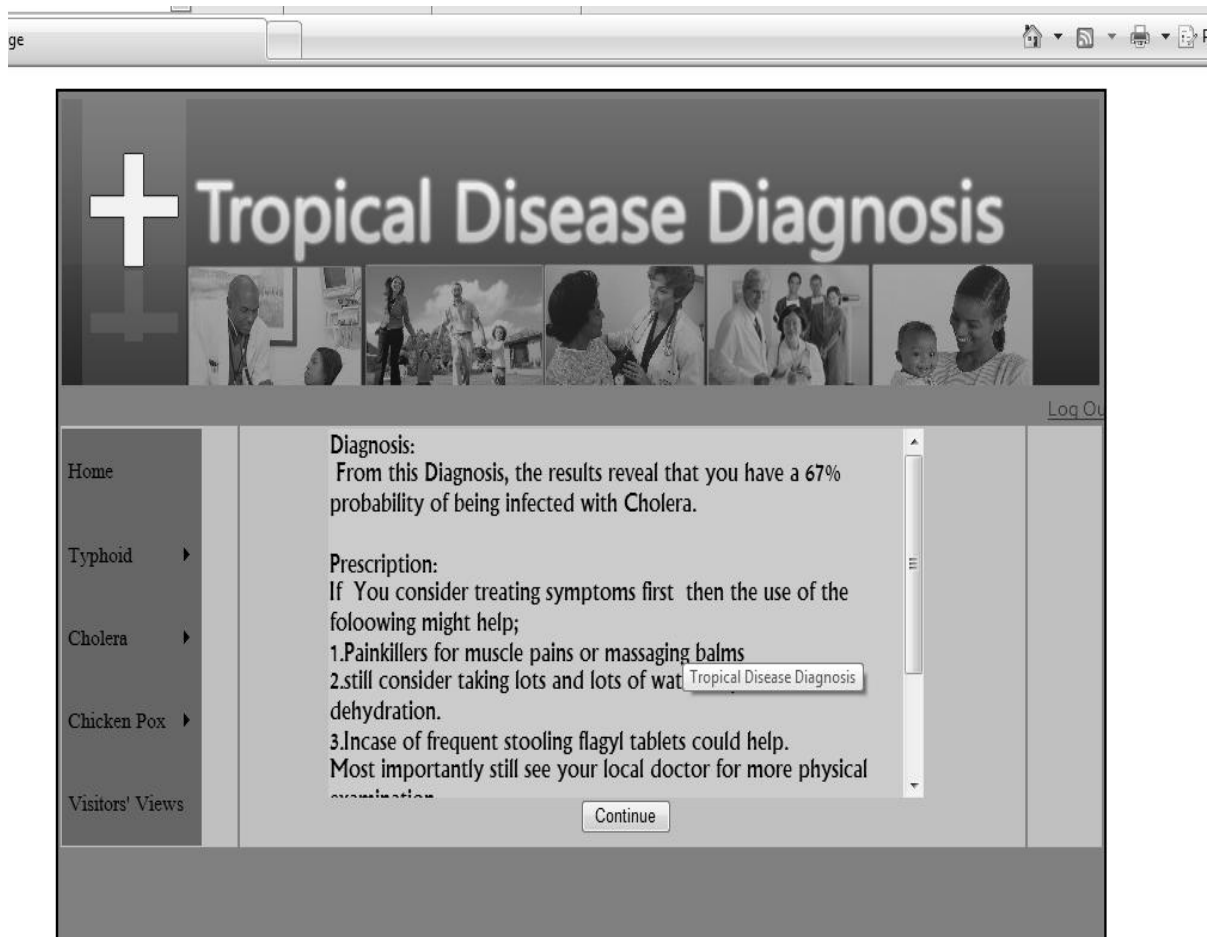 ge
Tropical Disease Diagnosis
Log Ou
Home
Typhoid
Cholera
Chicken Pox
Visitors' Views
Diagnosis:
From this Diagnosis, the results reveal that you have a 67%
probability of being infected with Cholera.
Prescription:
If You consider treating symptoms first then the use of the
foloowing might help;
1.Painkillers for muscle pains or massaging balms
2.still consider taking lots and lots of wat
Tropical Disease Diagnosis
dehydration.
3.Incase of frequent stooling flagyl tablets could help.
Most importantly still see your local doctor for more physical
Continue